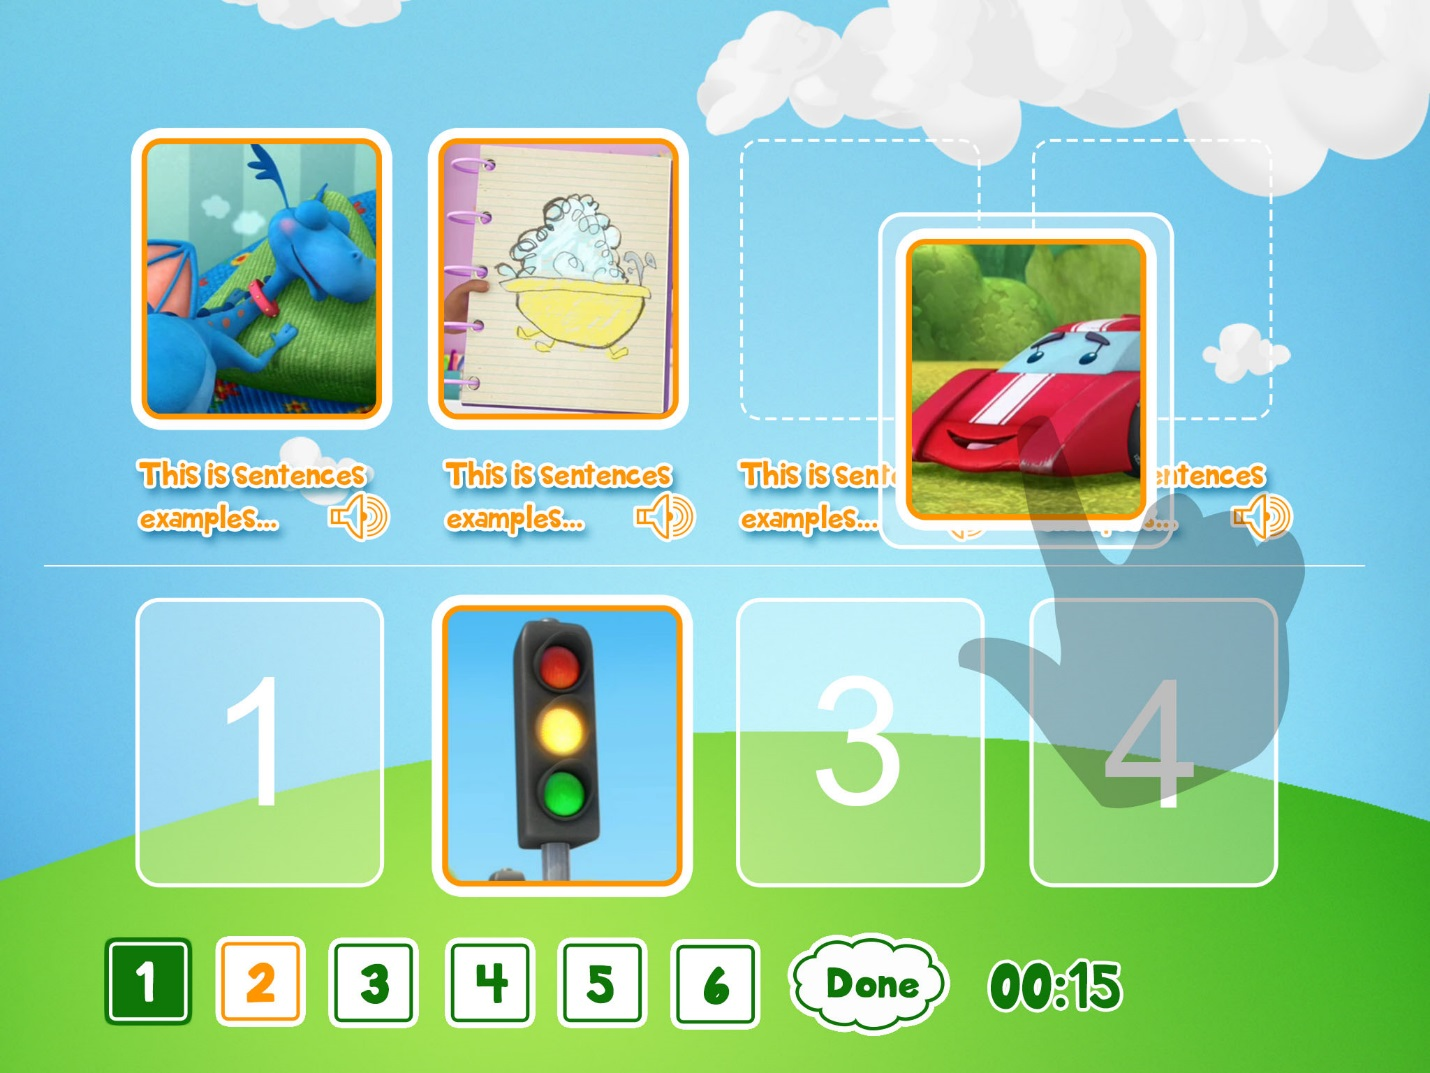 This is sentences
examples...
This is sentences
examples...
This is sent
examples...
entences
1
3
4
1
2
3
4
5
6
Done
00:15